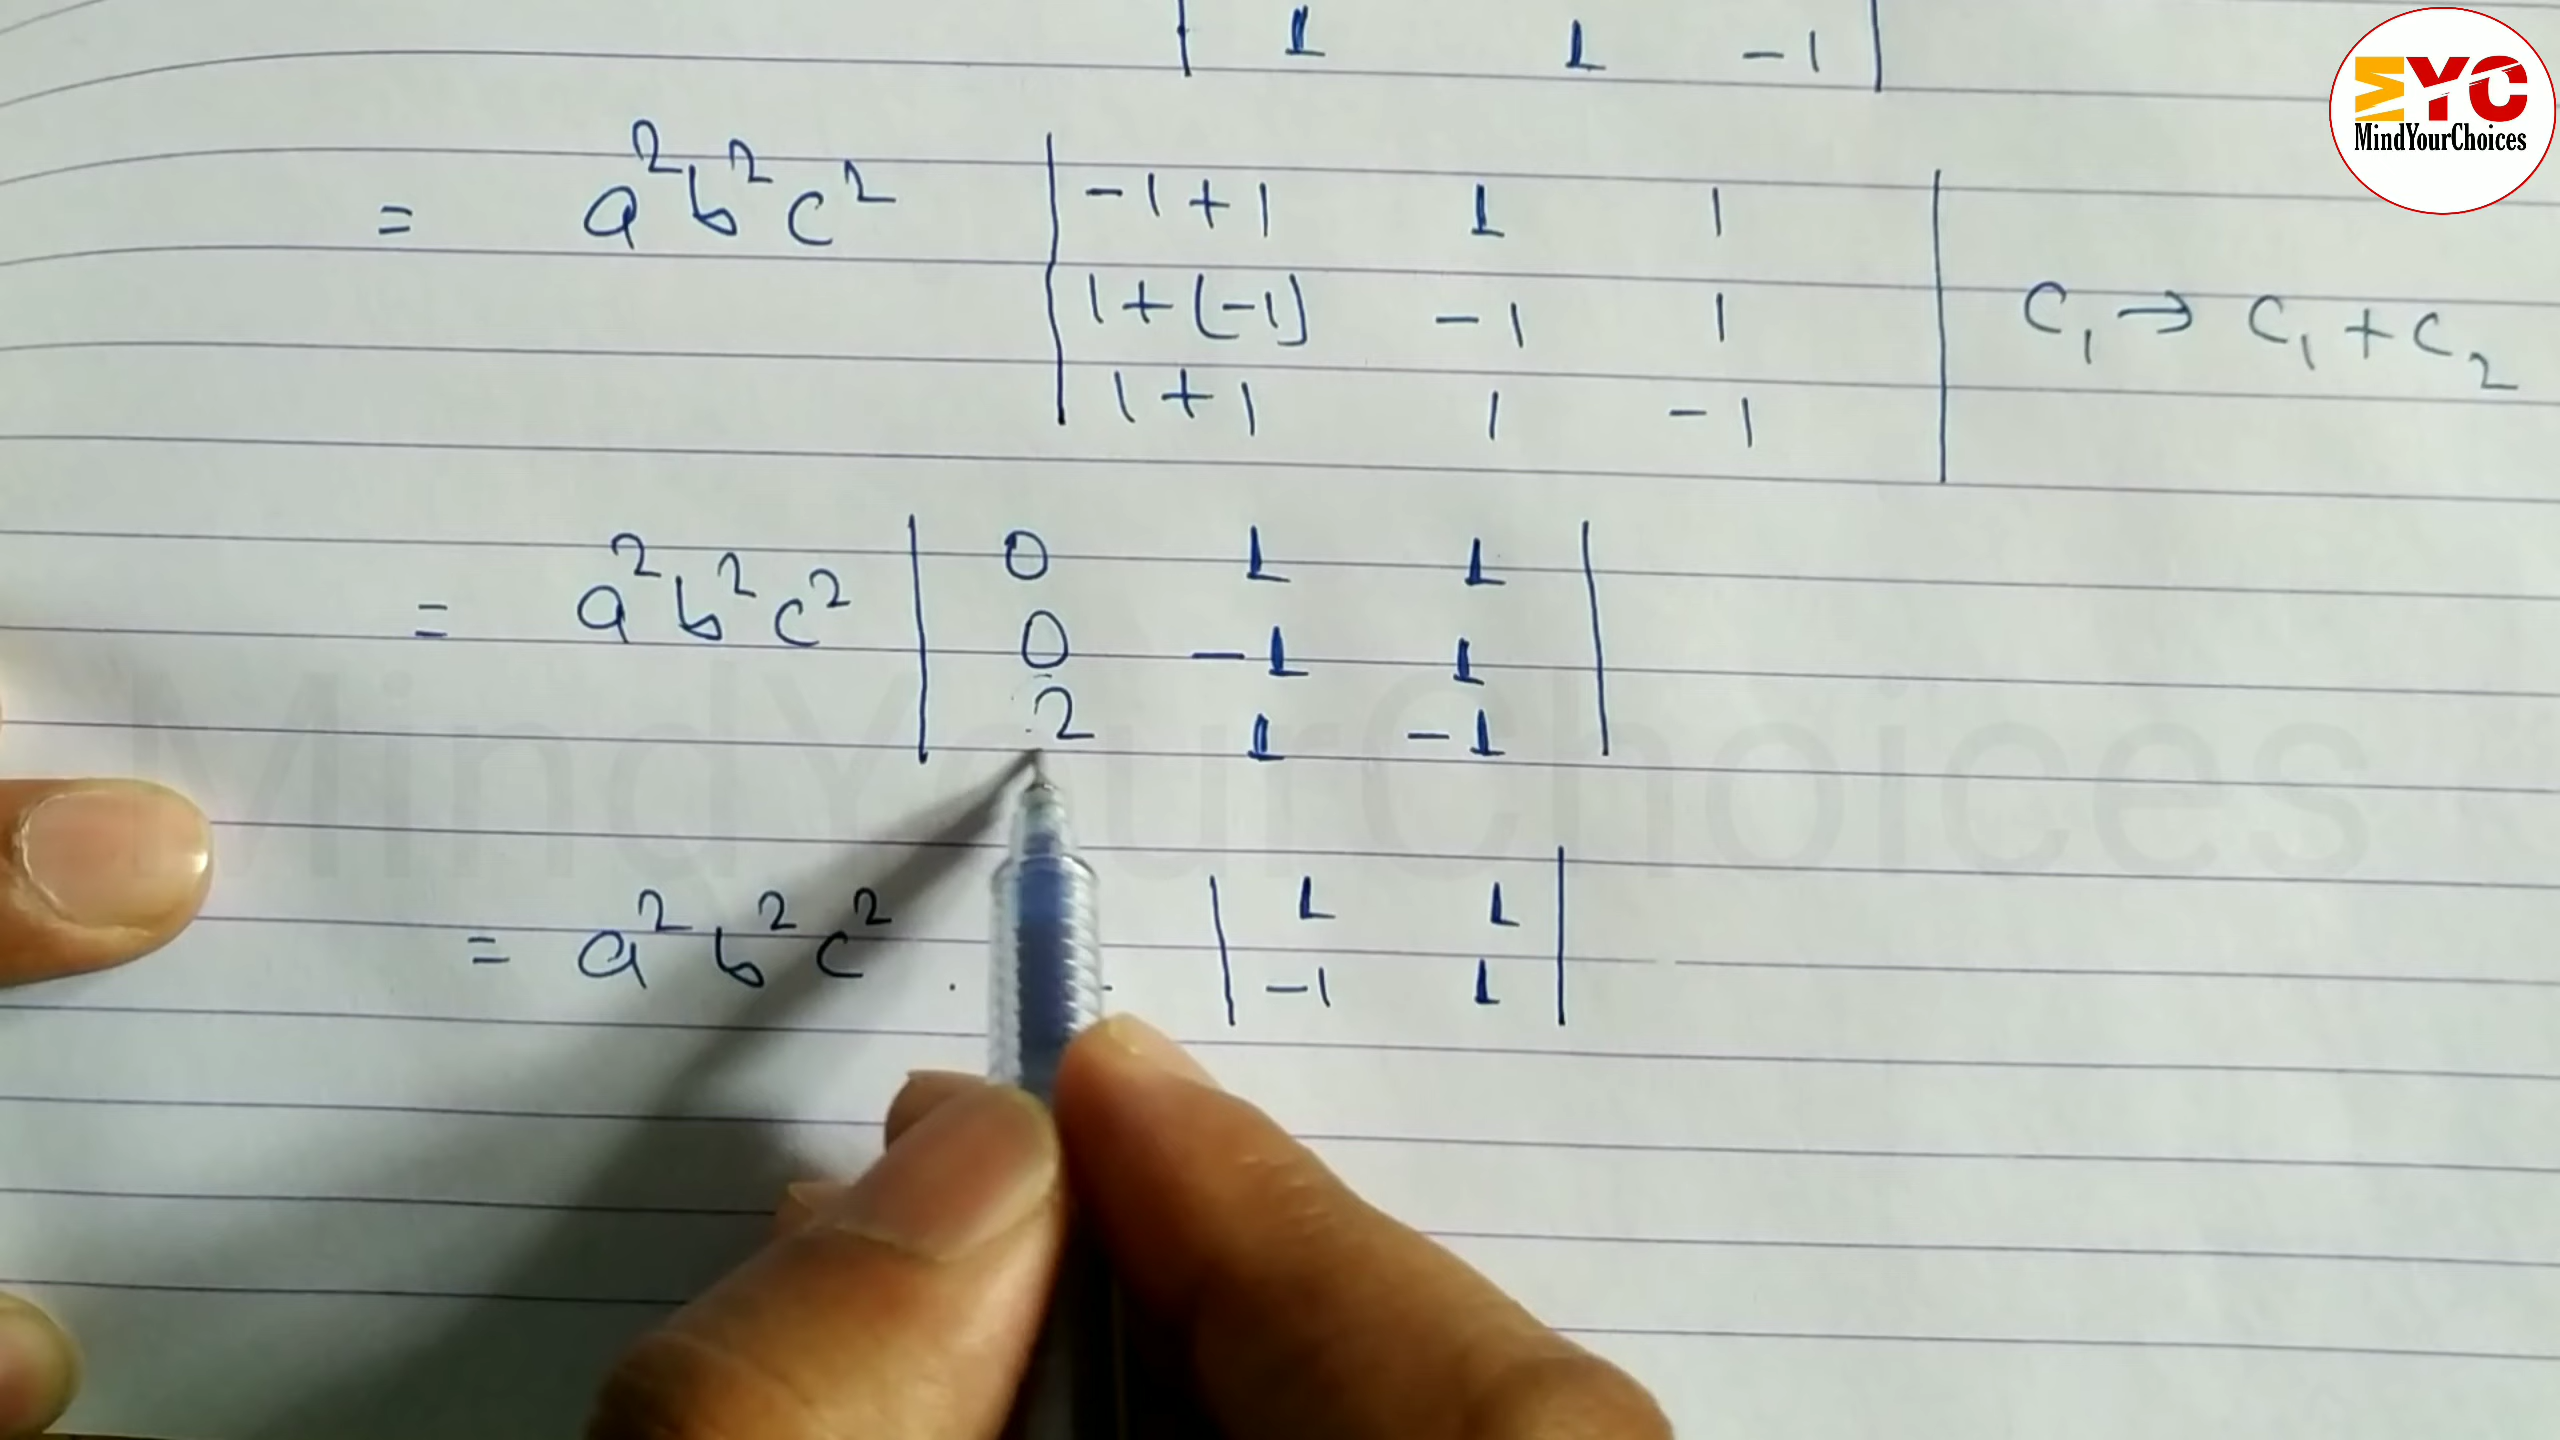 1 1 -1
MYC
MindYourChoices
= a²b²c² | -1+1 1 1 |
| 1+(-1) -1 1 | C₁→ C₁+C₂
| 1+1 1 -1 |
= a²b²c² | 0 1 1 |
| 0 -1 1 |
| 2 1 -1 |
MindYourChoices
= a²b²c² . | 1 1 |
| -1 1 |